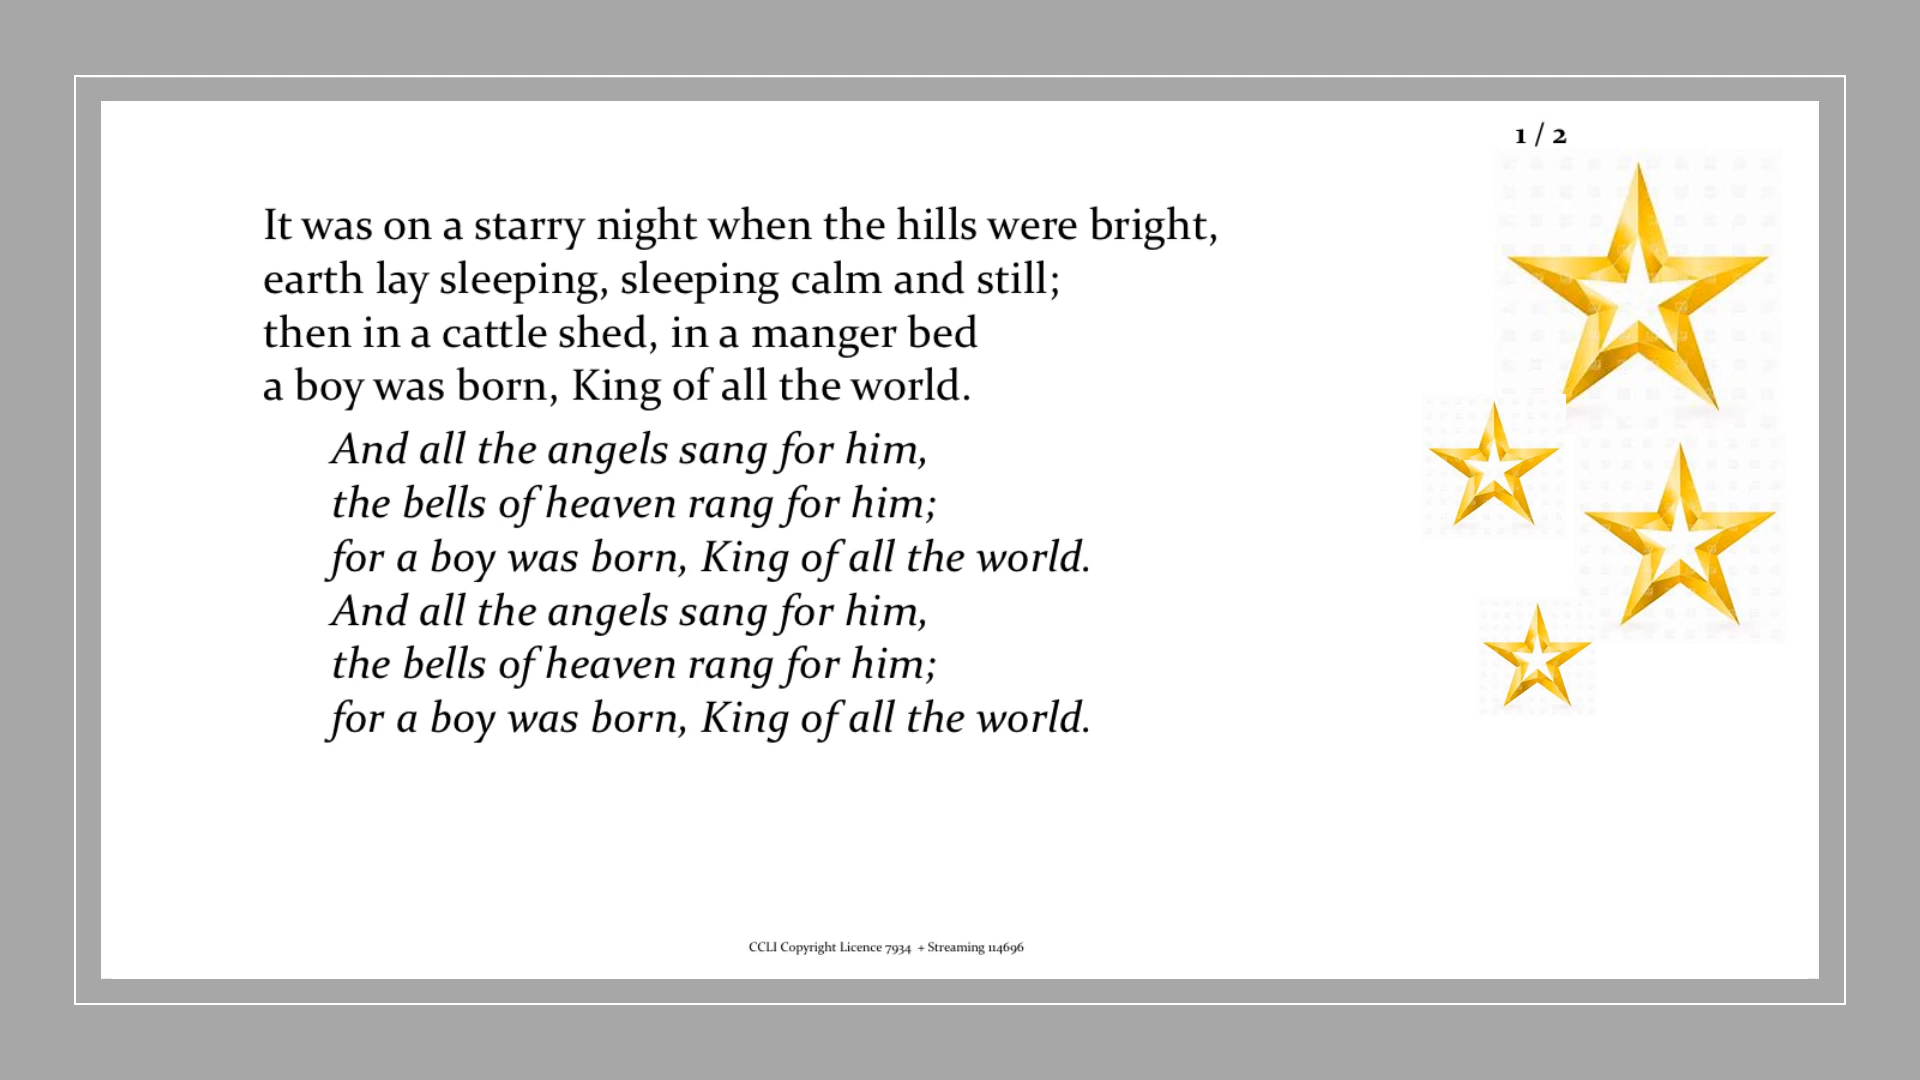 1 / 2
It was on a starry night when the hills were bright,
earth lay sleeping, sleeping calm and still;
then in a cattle shed, in a manger bed
a boy was born, King of all the world.
And all the angels sang for him,
the bells of heaven rang for him;
for a boy was born, King of all the world.
And all the angels sang for him,
the bells of heaven rang for him;
for a boy was born, King of all the world.
CCLI Copyright Licence 7934 + Streaming 114696